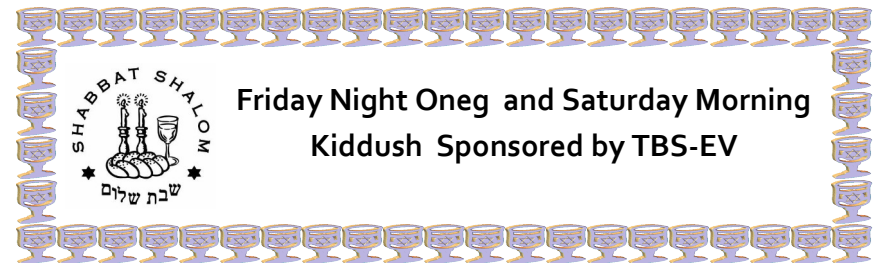 SHABBAT SHALOM
שבת שלום
Friday Night Oneg and Saturday Morning
Kiddush Sponsored by TBS-EV